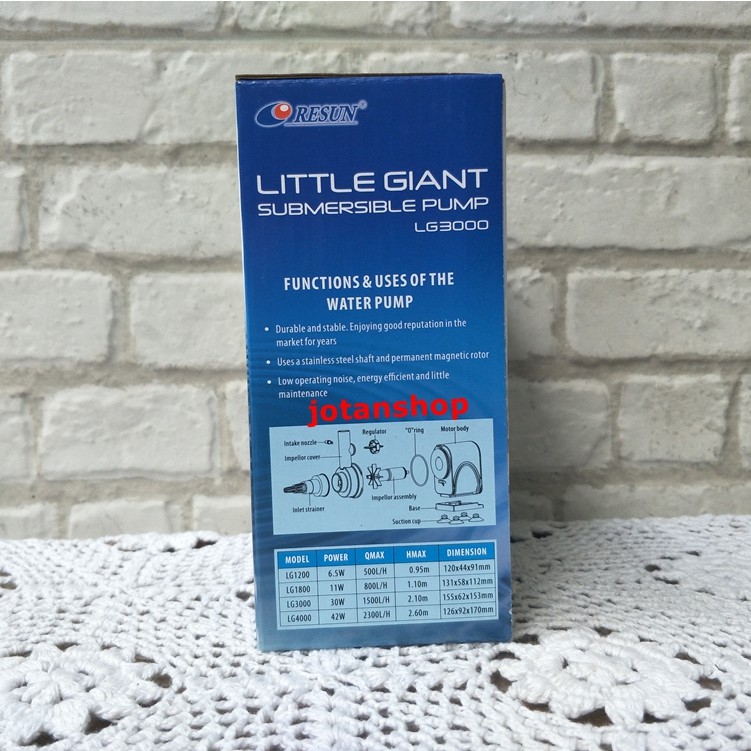 RESUN®
LITTLE GIANT
SUBMERSIBLE PUMP
LG3000
FUNCTIONS & USES OF THE
WATER PUMP
• Durable and stable. Enjoying good reputation in the
market for years
• Uses a stainless steel shaft and permanent magnetic rotor
• Low operating noise, energy efficient and little
maintenance
jotanshop
Intake nozzle
Regulator
"O"ring
Motor body
Impellor cover
Inlet strainer
Impellor assembly
Base
Suction cup
MODEL POWER QMAX HMAX DIMENSION
LG1200 6.5W 500L/H 0.95m 120x44x91mm
LG1800 11W 800L/H 1.10m 131x58x112mm
LG3000 30W 1500L/H 2.10m 155x62x153mm
LG4000 42W 2300L/H 2.60m 126x92x170mm